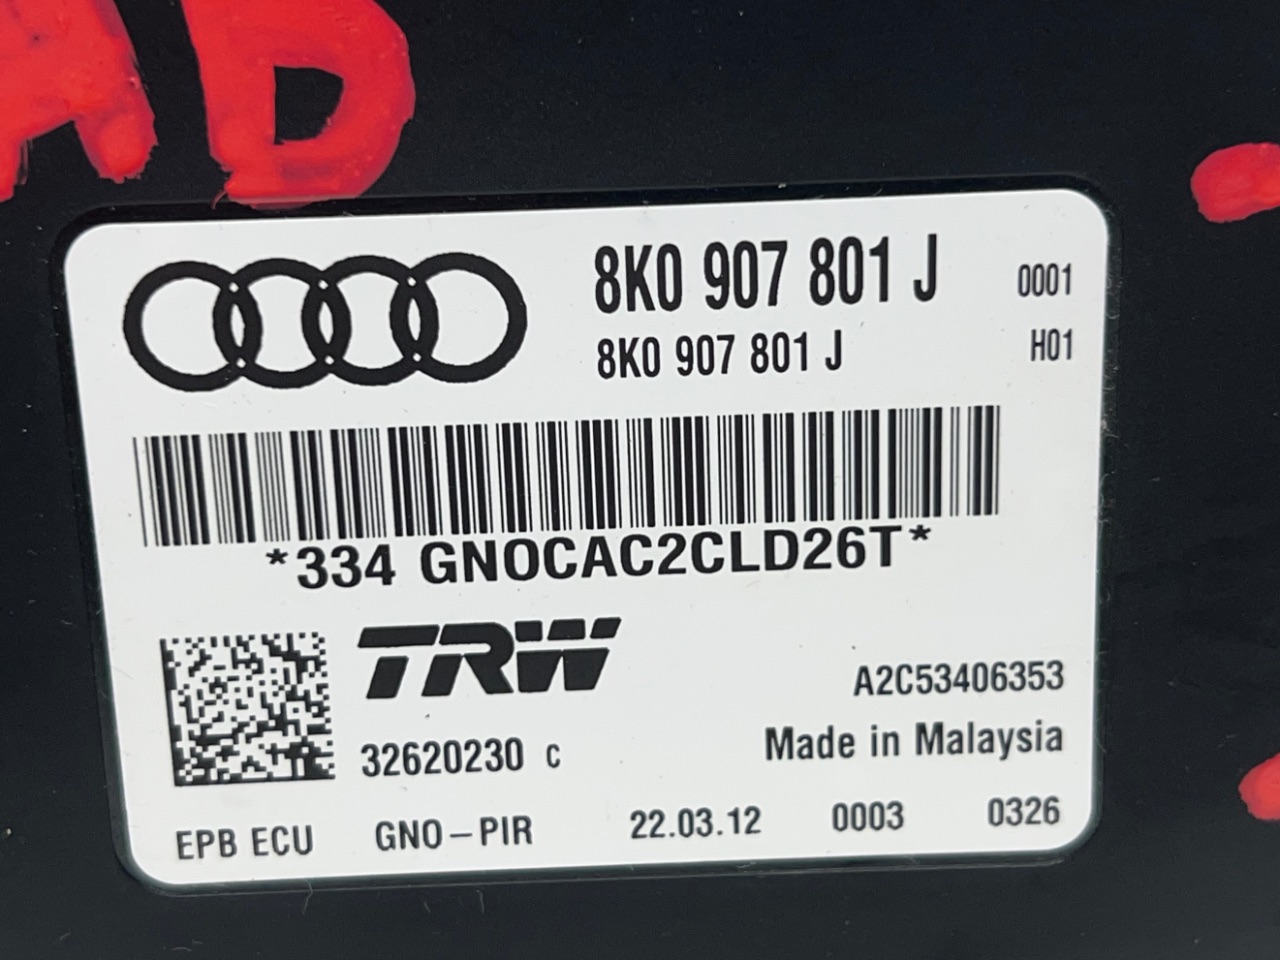 AD
8K0 907 801 J 0001
8K0 907 801 J H01
*334 GNOCAC2CLD26T*
TRW
A2C53406353
32620230 C Made in Malaysia
EPB ECU GNO-PIR 22.03.12 0003 0326